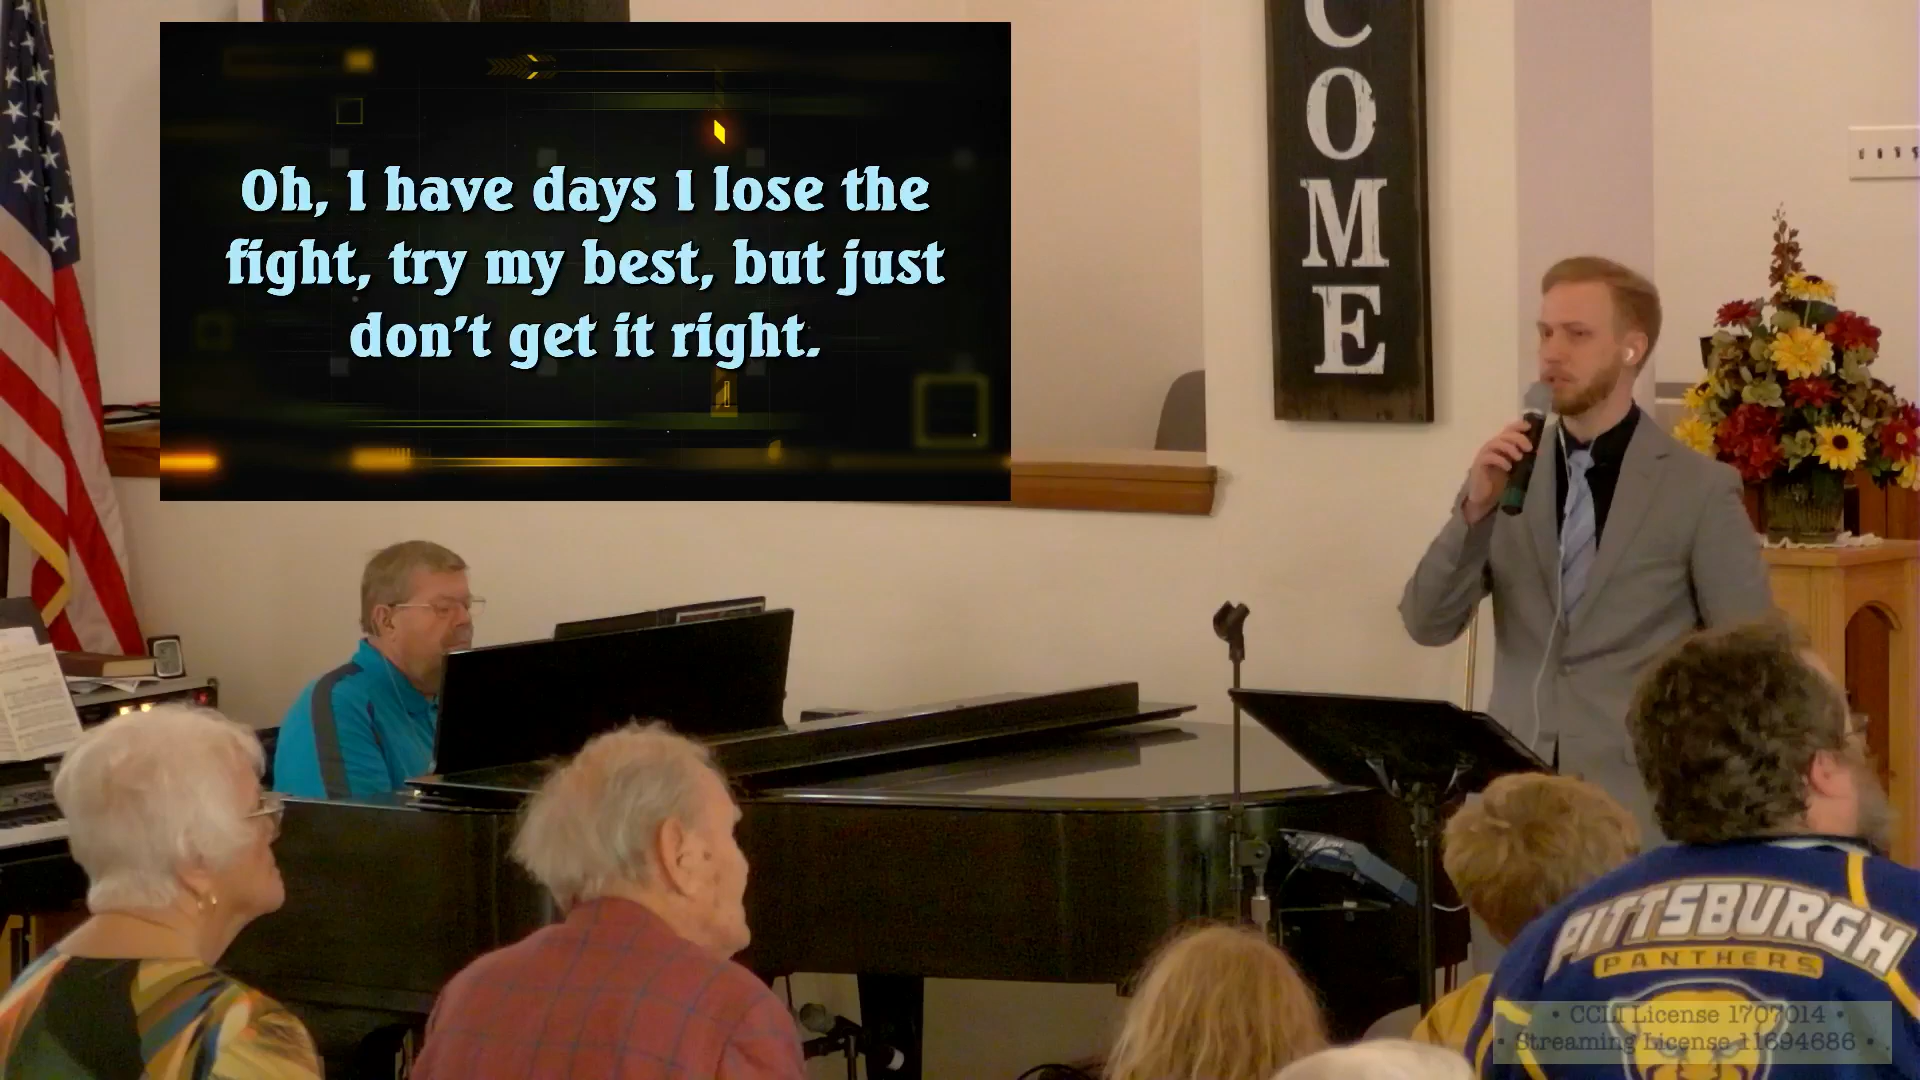 Oh, I have days I lose the
fight, try my best, but just
don't get it right.
COME
PITTSBURGH
PANTHERS
• CCLI License 1707014 •
• Streaming License 11694686 •